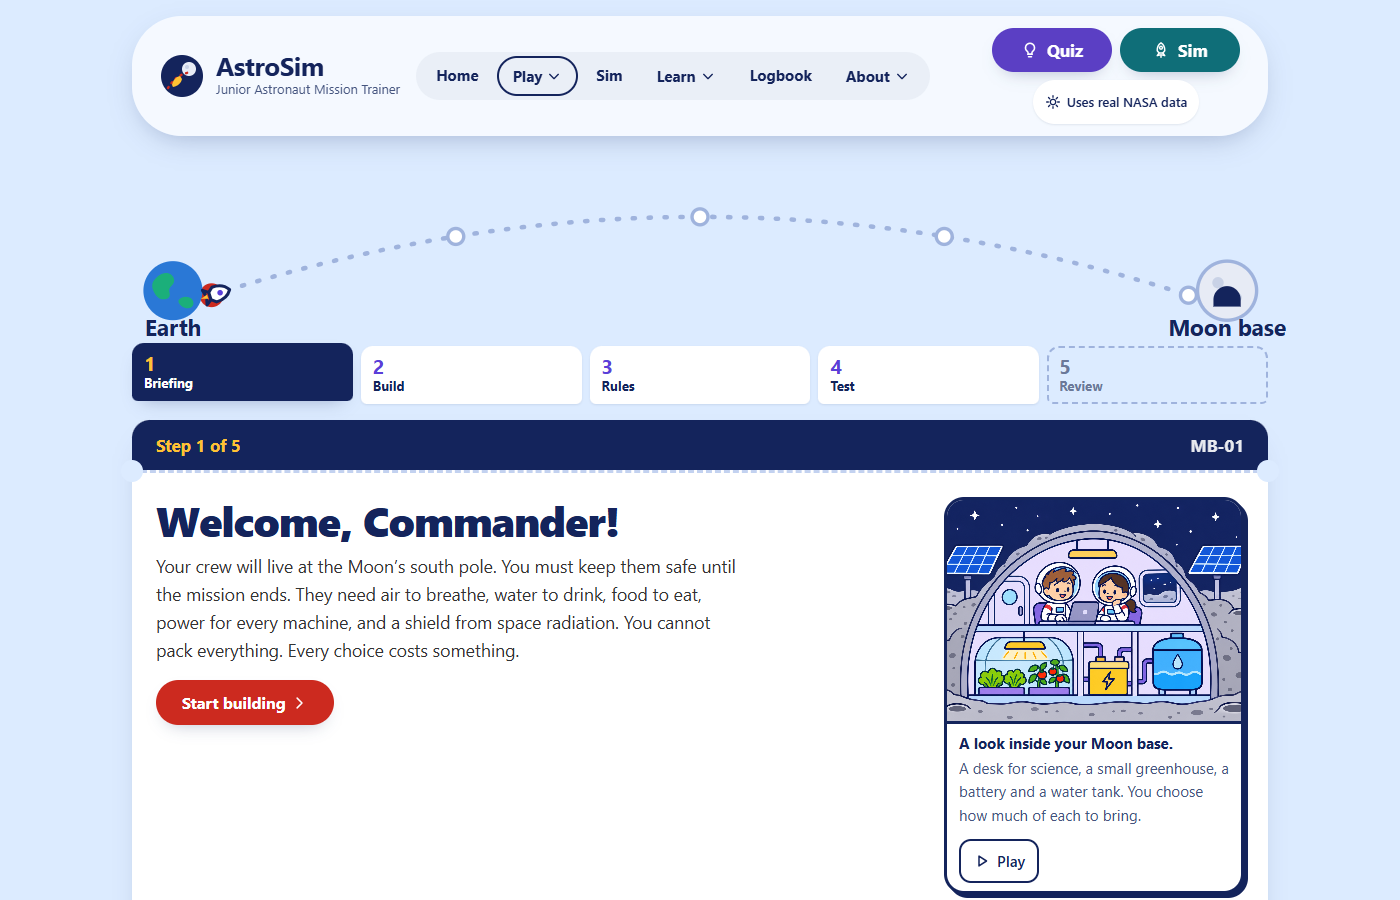 AstroSim
Junior Astronaut Mission Trainer
Home
Play
Sim
Learn
Logbook
About
Quiz
Sim
Uses real NASA data
Earth
Moon base
1
Briefing
2
Build
3
Rules
4
Test
5
Review
Step 1 of 5
MB-01
Welcome, Commander!
Your crew will live at the Moon’s south pole. You must keep them safe until
the mission ends. They need air to breathe, water to drink, food to eat,
power for every machine, and a shield from space radiation. You cannot
pack everything. Every choice costs something.
Start building
A look inside your Moon base.
A desk for science, a small greenhouse, a
battery and a water tank. You choose
how much of each to bring.
Play